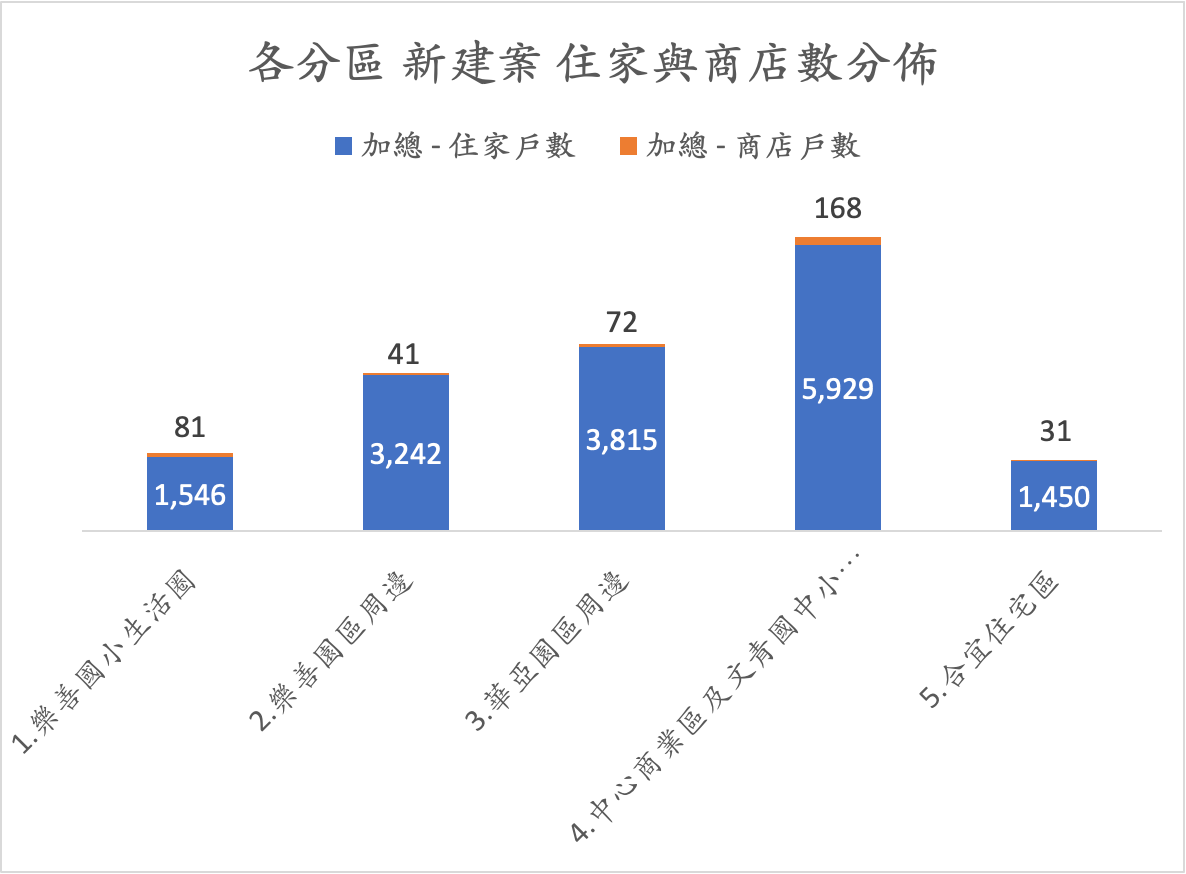 各分區 新建案 住家與商店數分佈
加總 - 住家戶數 加總 - 商店戶數
168
72
41
81
31
5,929
3,815
3,242
1,546
1,450
1.樂善國小生活圈
2.樂善園區周邊
3.華亞園區周邊
4.中心商業區及文青國中小…
5.合宜住宅區